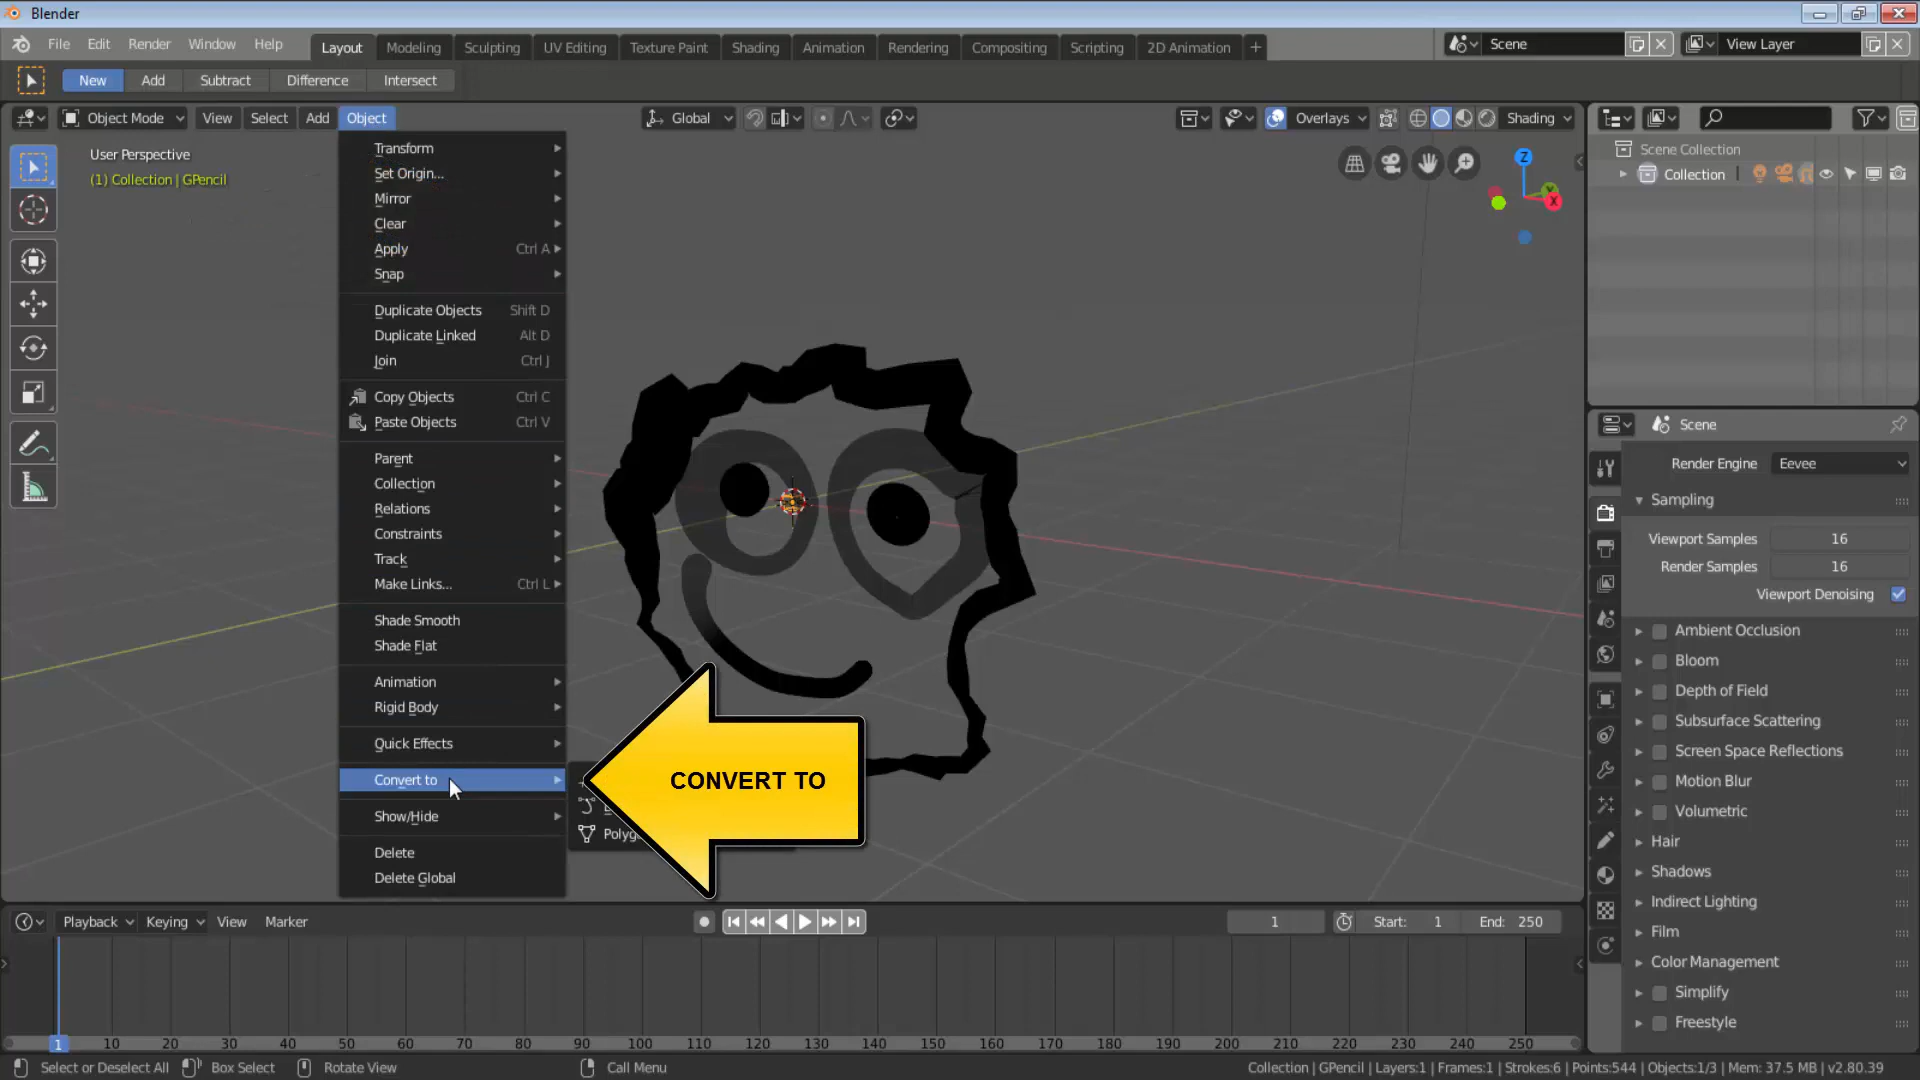 Blender
File Edit Render Window Help Layout Modeling Sculpting UV Editing Texture Paint Shading Animation Rendering Compositing Scripting 2D Animation + Scene View Layer
New Add Subtract Difference Intersect
Object Mode View Select Add Object Global Overlays Shading
User Perspective
(1) Collection | GPencil
Transform
Set Origin...
Mirror
Clear
Apply Ctrl A
Snap
Duplicate Objects Shift D
Duplicate Linked Alt D
Join Ctrl J
Copy Objects Ctrl C
Paste Objects Ctrl V
Parent
Collection
Relations
Constraints
Track
Make Links... Ctrl L
Shade Smooth
Shade Flat
Animation
Rigid Body
Quick Effects
Convert to
Show/Hide
Delete
Delete Global
CONVERT TO
Z
Y
X
Scene Collection
Collection
Scene
Render Engine Eevee
Sampling
Viewport Samples 16
Render Samples 16
Viewport Denoising
Ambient Occlusion
Bloom
Depth of Field
Subsurface Scattering
Screen Space Reflections
Motion Blur
Volumetric
Hair
Shadows
Indirect Lighting
Film
Color Management
Simplify
Freestyle
Playback Keying View Marker 1 Start: 1 End: 250
1 10 20 30 40 50 60 70 80 90 100 110 120 130 140 150 160 170 180 190 200 210 220 230 240 250
Select or Deselect All Box Select Rotate View Call Menu Collection | GPencil | Layers:1 | Frames:1 | Strokes:6 | Points:544 | Objects:1/3 | Mem: 37.5 MB | v2.80.39